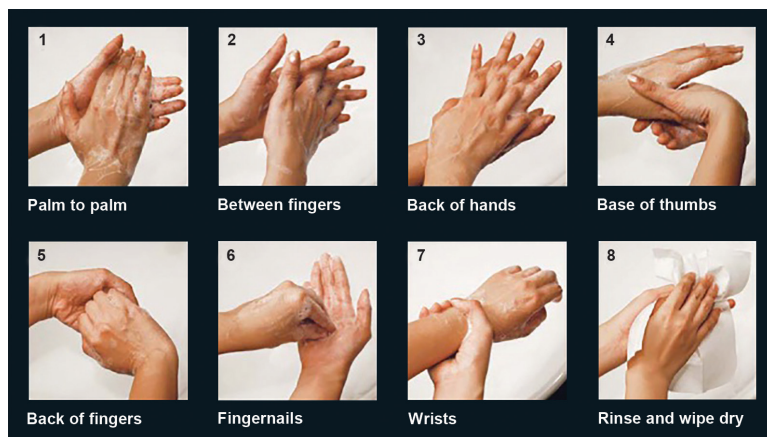 1
2
3
4
Palm to palm
Between fingers
Back of hands
Base of thumbs
5
6
7
8
Back of fingers
Fingernails
Wrists
Rinse and wipe dry